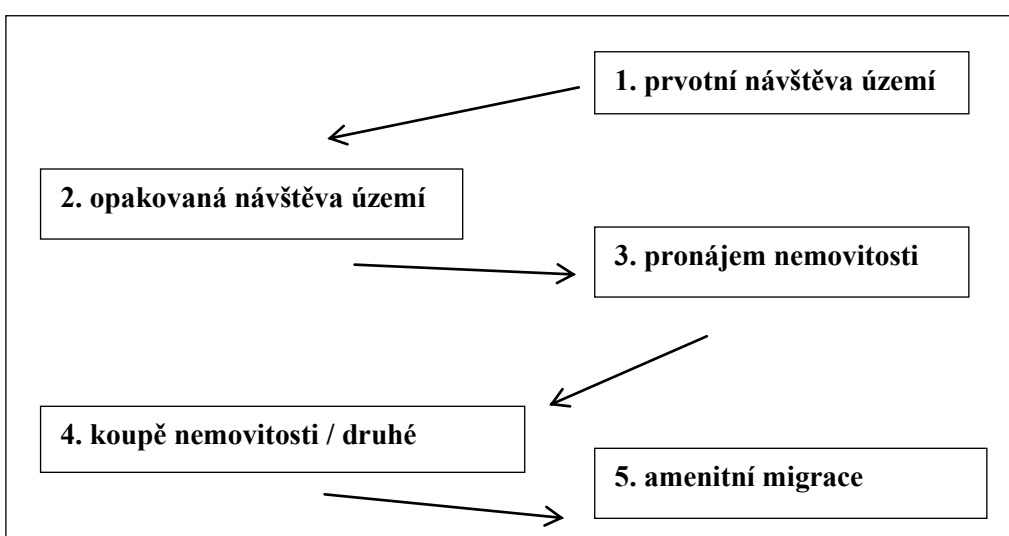 1. prvotní návštěva území
2. opakovaná návštěva území
3. pronájem nemovitosti
4. koupě nemovitosti / druhé
5. amenitní migrace